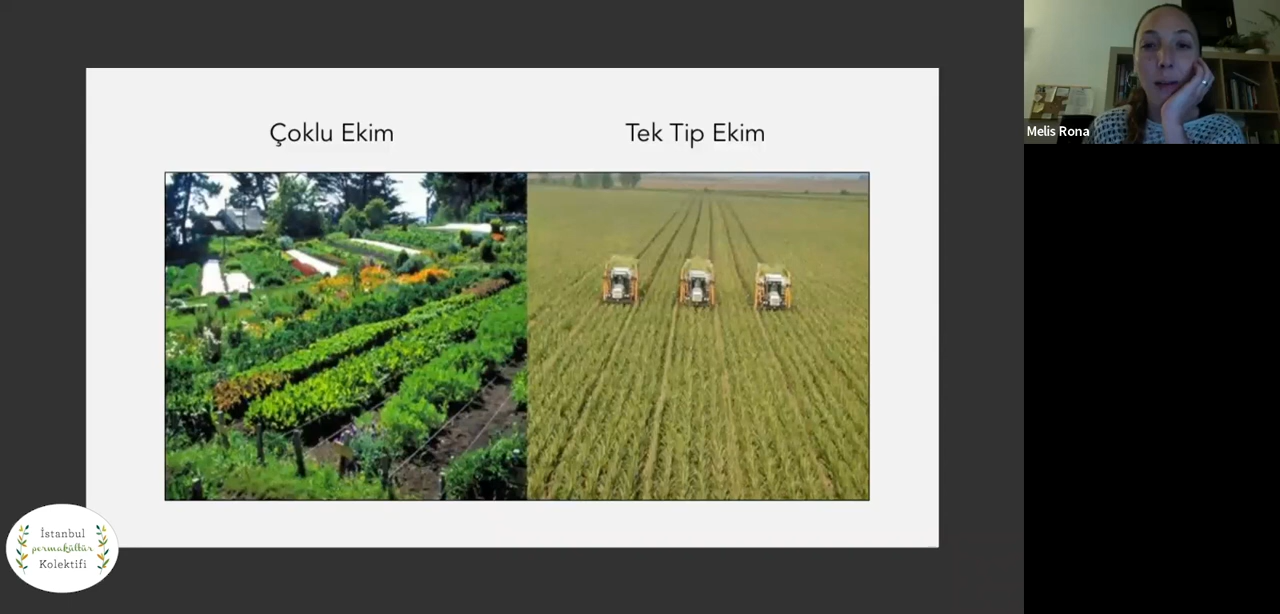 Çoklu Ekim
Tek Tip Ekim
Melis Rona
İstanbul
permakültür
Kolektifi